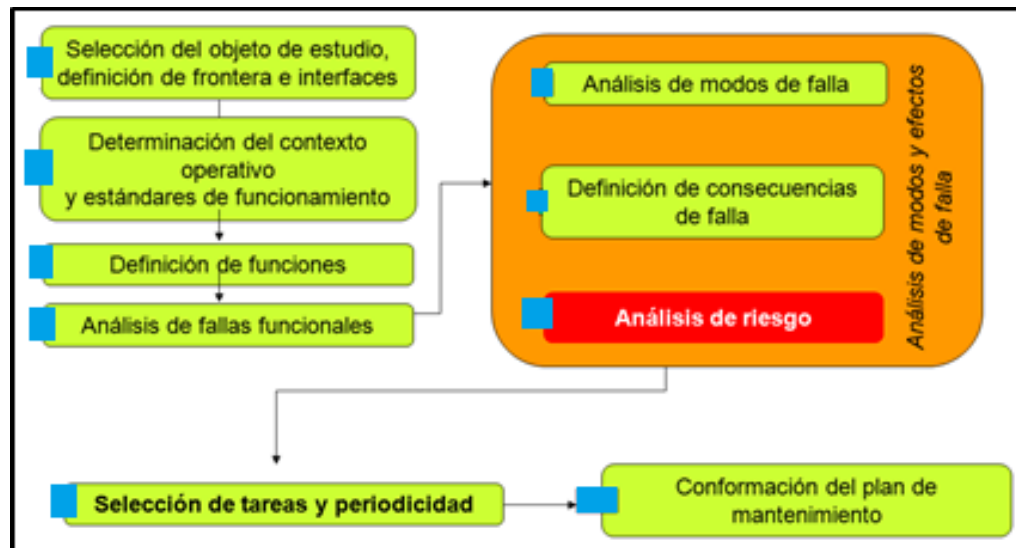 Selección del objeto de estudio,
definición de frontera e interfaces
Determinación del contexto
operativo
y estándares de funcionamiento
Definición de funciones
Análisis de fallas funcionales
Análisis de modos de falla
Definición de consecuencias
de falla
Análisis de riesgo
Análisis de modos y efectos
de falla
Selección de tareas y periodicidad
Conformación del plan de
mantenimiento